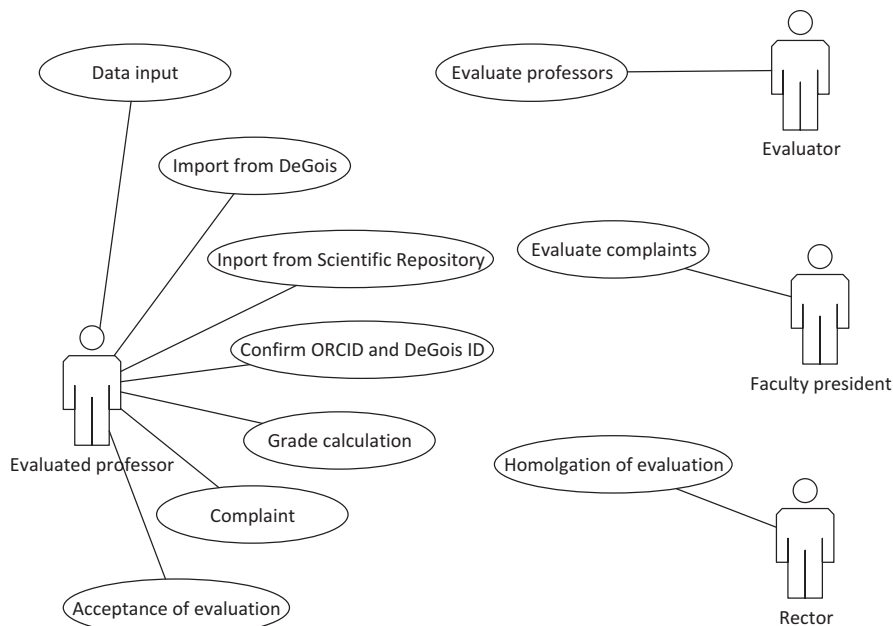 Data input
Import from DeGois
Inport from Scientific Repository
Confirm ORCID and DeGois ID
Grade calculation
Complaint
Acceptance of evaluation
Evaluated professor
Evaluate professors
Evaluator
Evaluate complaints
Faculty president
Homolgation of evaluation
Rector